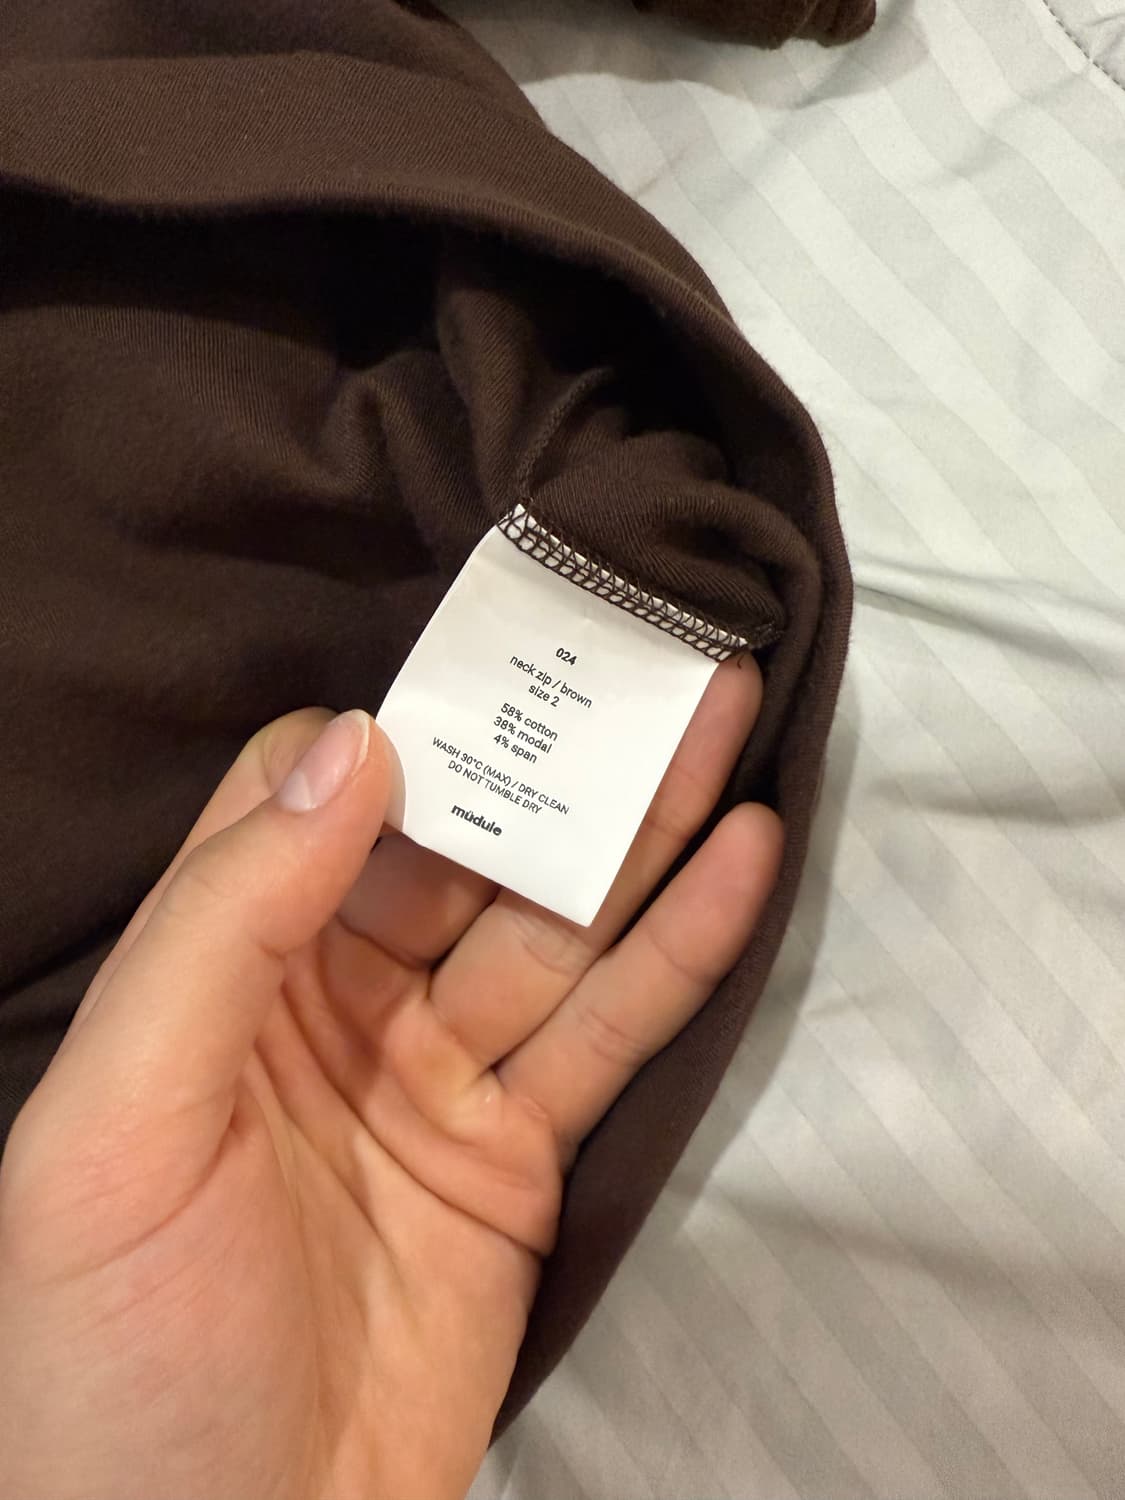 024
neck zip / brown
size 2
58% cotton
38% modal
4% span
WASH 30°C (MAX) / DRY CLEAN
DO NOT TUMBLE DRY
müdule